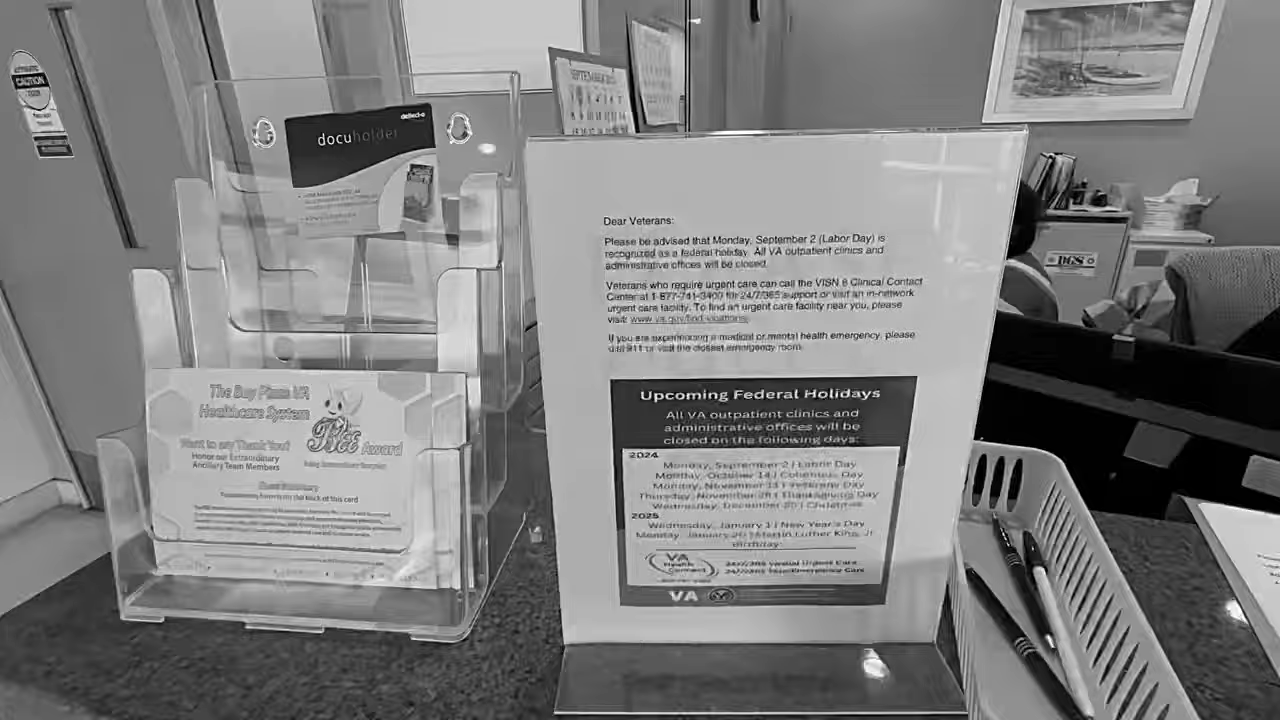 CAUTION
docuholder
deflect-o
SEPTEMBER
Dear Veterans:
Please be advised that Monday, September 2 (Labor Day) is
recognized as a federal holiday. All VA outpatient clinics and
administrative offices will be closed.
Veterans who require urgent care can call the VISN 8 Clinical Contact
Center at 1-877-741-3400 for 24/7/365 support or visit an in-network
urgent care facility. To find an urgent care facility near you, please
visit: www.va.gov/find-locations/
If you are experiencing a medical or mental health emergency, please
dial 911 or visit the closest emergency room.
Upcoming Federal Holidays
All VA outpatient clinics and
administrative offices will be
closed on the following days:
2024
Monday, September 2 | Labor Day
Monday, October 14 | Columbus Day
Monday, November 11 | Veterans Day
Thursday, November 28 | Thanksgiving Day
Wednesday, December 25 | Christmas
2025
Wednesday, January 1 | New Year's Day
Monday, January 20 | Martin Luther King, Jr
Birthday
VA
Health
Connect
24/7/365 Virtual Urgent Care
24/7/365 Care
VA
The Bay Pines VA
Healthcare System
Want to say Thank You?
Honor our Extraordinary
Ancillary Team Members
BEE Award
on the back of this card
DGS